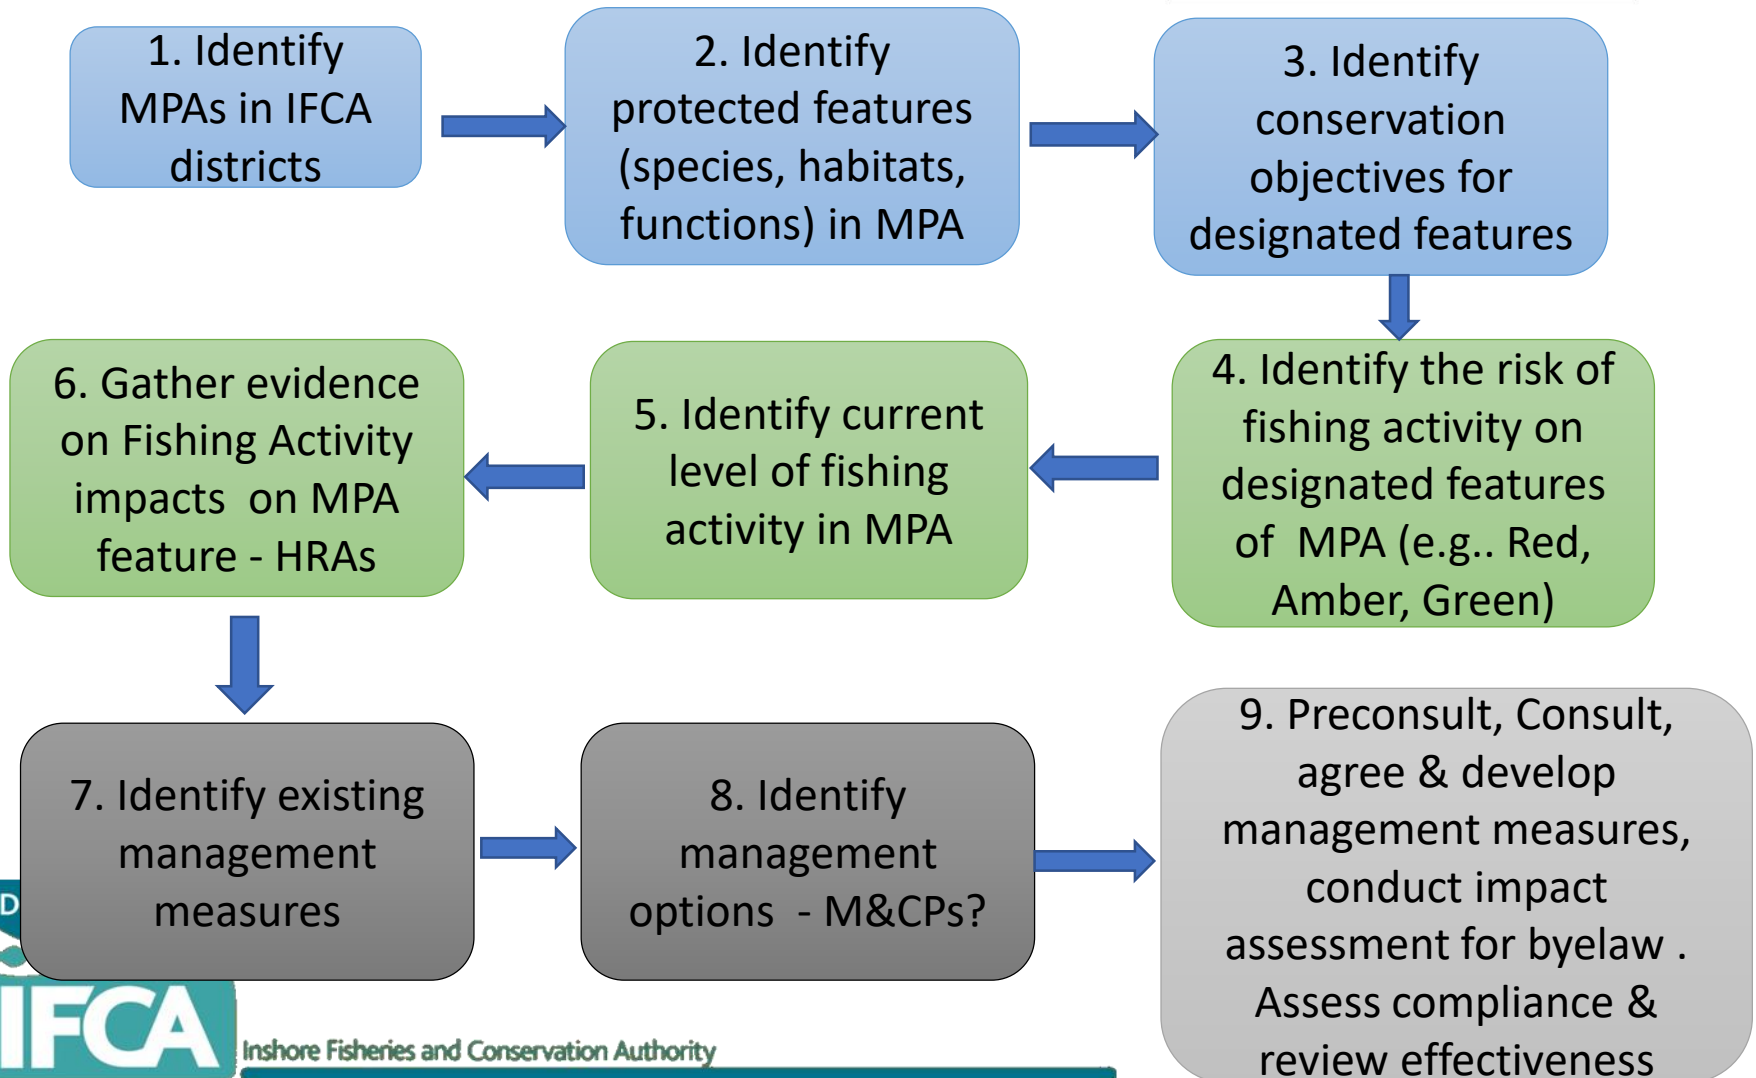 1. Identify
MPAs in IFCA
districts
2. Identify
protected features
(species, habitats,
functions) in MPA
3. Identify
conservation
objectives for
designated features
4. Identify the risk of
fishing activity on
designated features
of MPA (e.g.. Red,
Amber, Green)
5. Identify current
level of fishing
activity in MPA
6. Gather evidence
on Fishing Activity
impacts on MPA
feature - HRAs
7. Identify existing
management
measures
8. Identify
management
options - M&CPs?
9. Preconsult, Consult,
agree & develop
management measures,
conduct impact
assessment for byelaw .
Assess compliance &
review effectiveness
D
IFCA
Inshore Fisheries and Conservation Authority